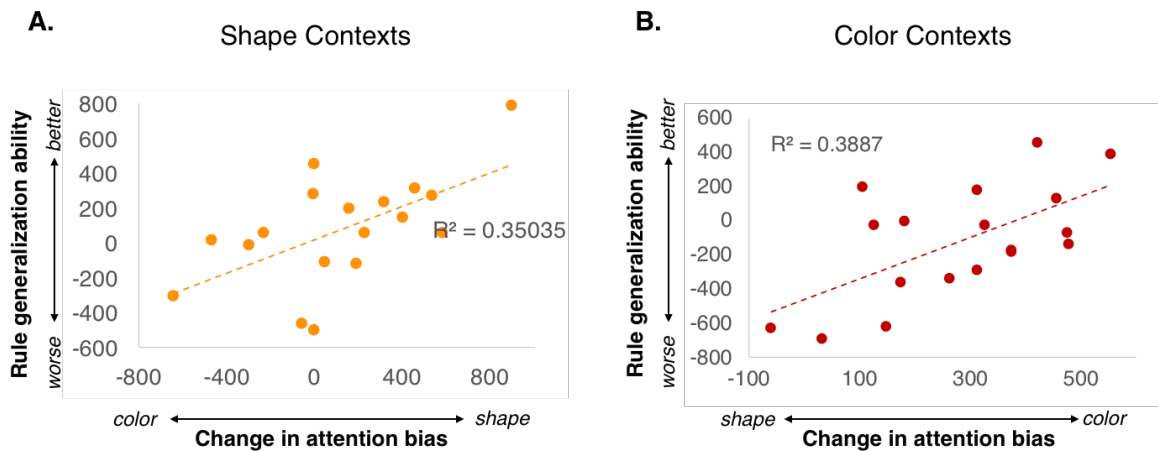 A.
Shape Contexts
Rule generalization ability
better
worse
800
600
400
200
0
-200
-400
-600
R² = 0.35035
-800
-400
0
400
800
color
shape
Change in attention bias
B.
Color Contexts
Rule generalization ability
better
worse
600
400
200
0
-200
-400
-600
-800
R² = 0.3887
-100
100
300
500
shape
color
Change in attention bias